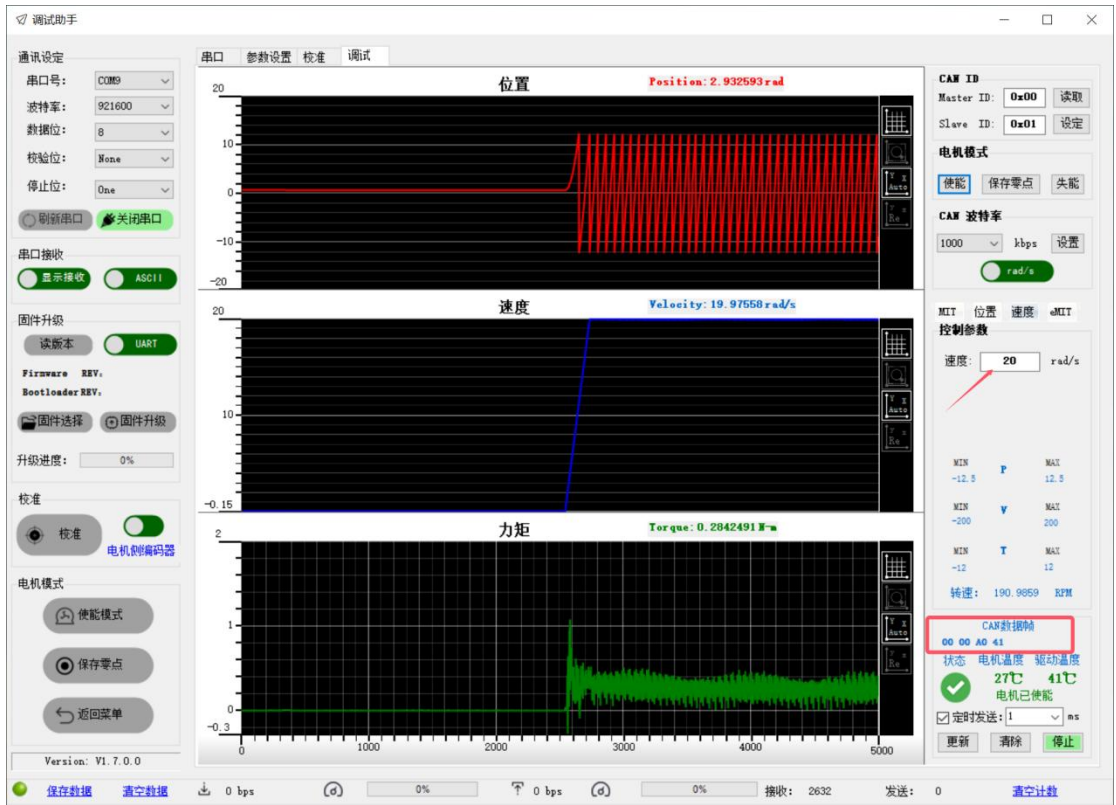 调试助手
通讯设定
串口号: COM9
波特率: 921600
数据位: 8
校验位: None
停止位: One
刷新串口 关闭串口
串口接收
显示接收 ASCII
固件升级
读版本 UART
Firmware REV:
Bootloader REV:
固件选择 固件升级
升级进度: 0%
校准
校准
电机侧编码器
电机模式
使能模式
保存零点
返回菜单
Version: V1.7.0.0
串口 参数设置 校准 调试
位置 Position:2.932593rad
20
10
0
-10
-20
Y X
Auto
速度 Velocity:19.97558rad/s
20
10
-0.15
Y X
Auto
力矩 Torque:0.2842491N-m
2
1
0
-0.3
Y X
Auto
0 1000 2000 3000 4000 5000
CAN ID
Master ID: 0x00 读取
Slave ID: 0x01 设定
电机模式
使能 保存零点 失能
CAN 波特率
1000 kbps 设置
rad/s
MIT 位置 速度 eMIT
控制参数
速度: 20 rad/s
MIN P MAX
-12.5 12.5
MIN V MAX
-200 200
MIN T MAX
-12 12
转速: 190.9859 RPM
CAN数据帧
00 00 A0 41
状态 电机温度 驱动温度
27℃ 41℃
电机已使能
定时发送: 1 ms
更新 清除 停止
保存数据 清空数据 0 bps 0% 0 bps 0% 接收: 2632 发送: 0 清空计数